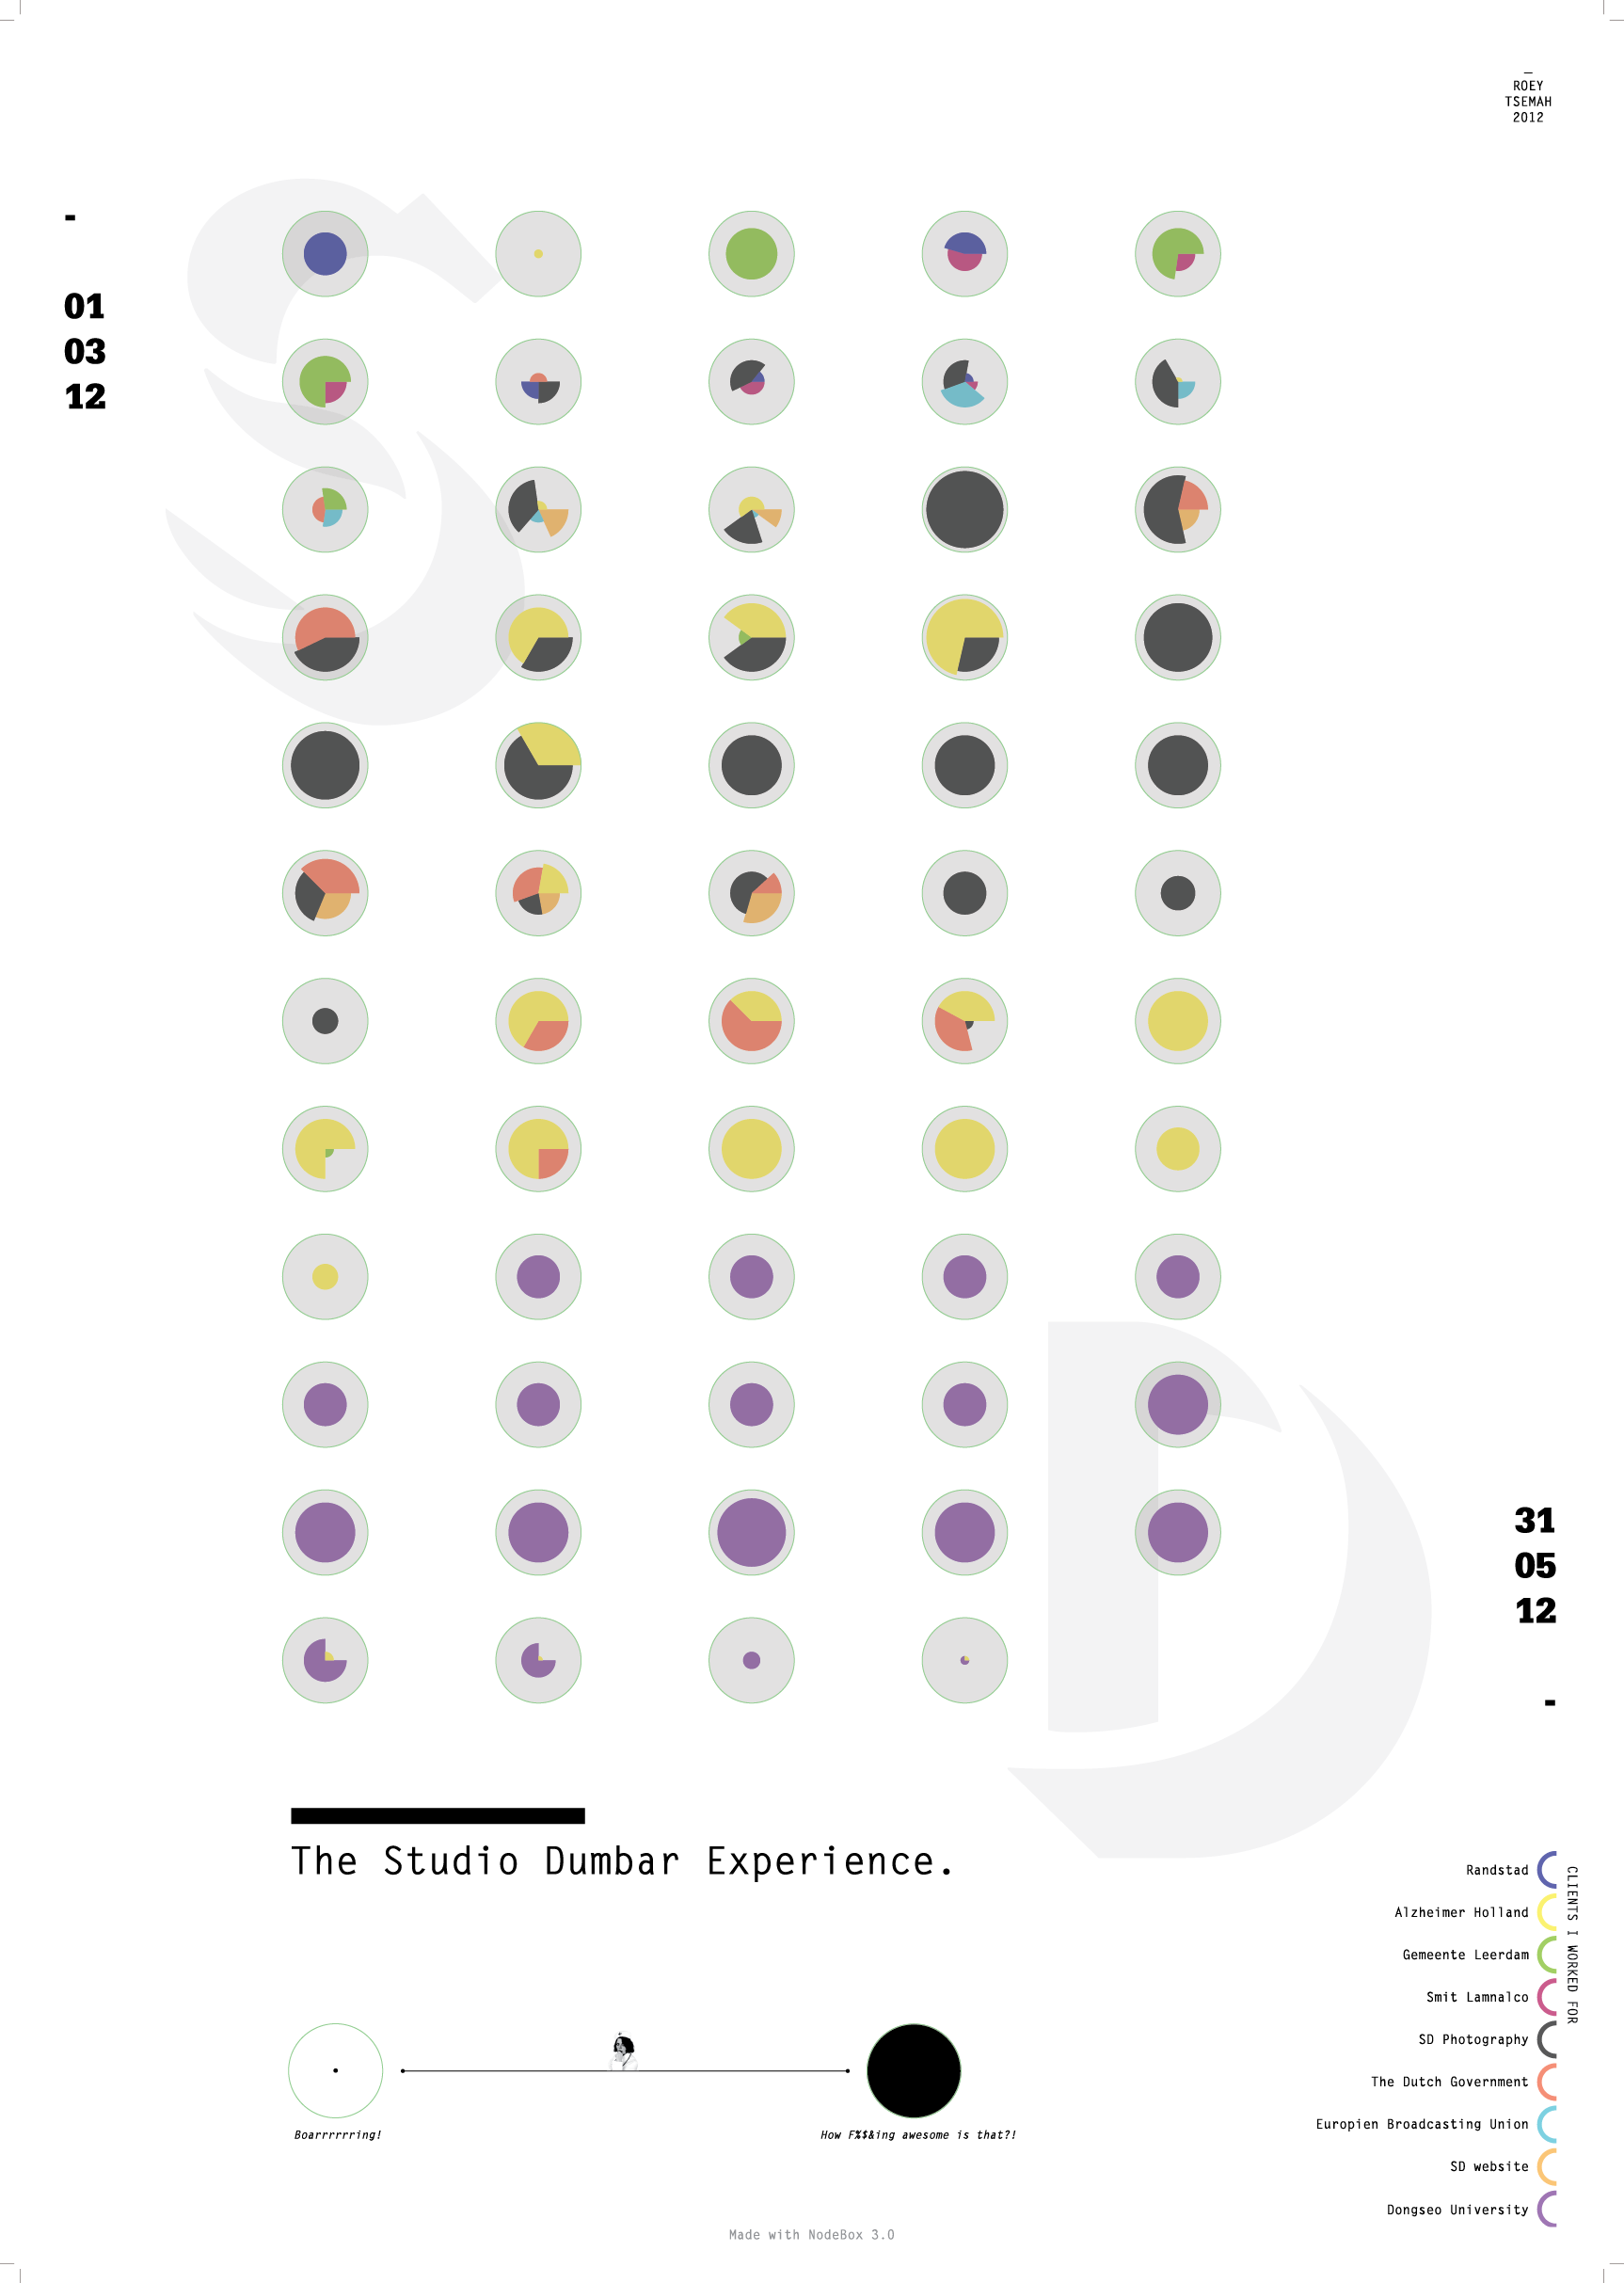 —
ROEY
TSEMAH
2012
-
01
03
12
31
05
12
-
The Studio Dumbar Experience.
Randstad
Alzheimer Holland
Gemeente Leerdam
Smit Lamnalco
SD Photography
The Dutch Government
Europien Broadcasting Union
SD website
Dongseo University
CLIENTS I WORKED FOR
Boarrrrrring!
How F%$&ing awesome is that?!
Made with NodeBox 3.0